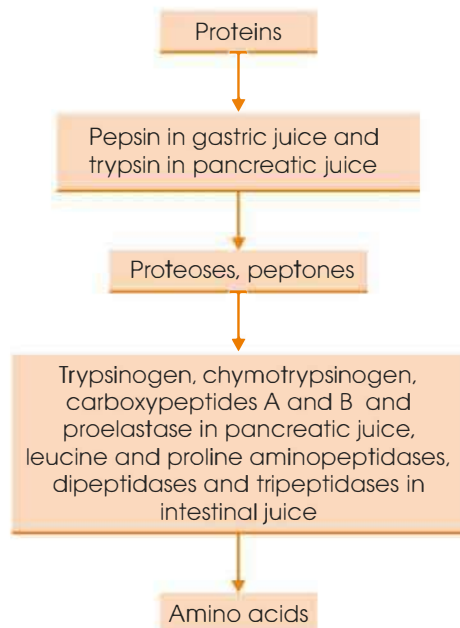 Proteins
Pepsin in gastric juice and
trypsin in pancreatic juice
Proteoses, peptones
Trypsinogen, chymotrypsinogen,
carboxypeptides A and B and
proelastase in pancreatic juice,
leucine and proline aminopeptidases,
dipeptidases and tripeptidases in
intestinal juice
Amino acids